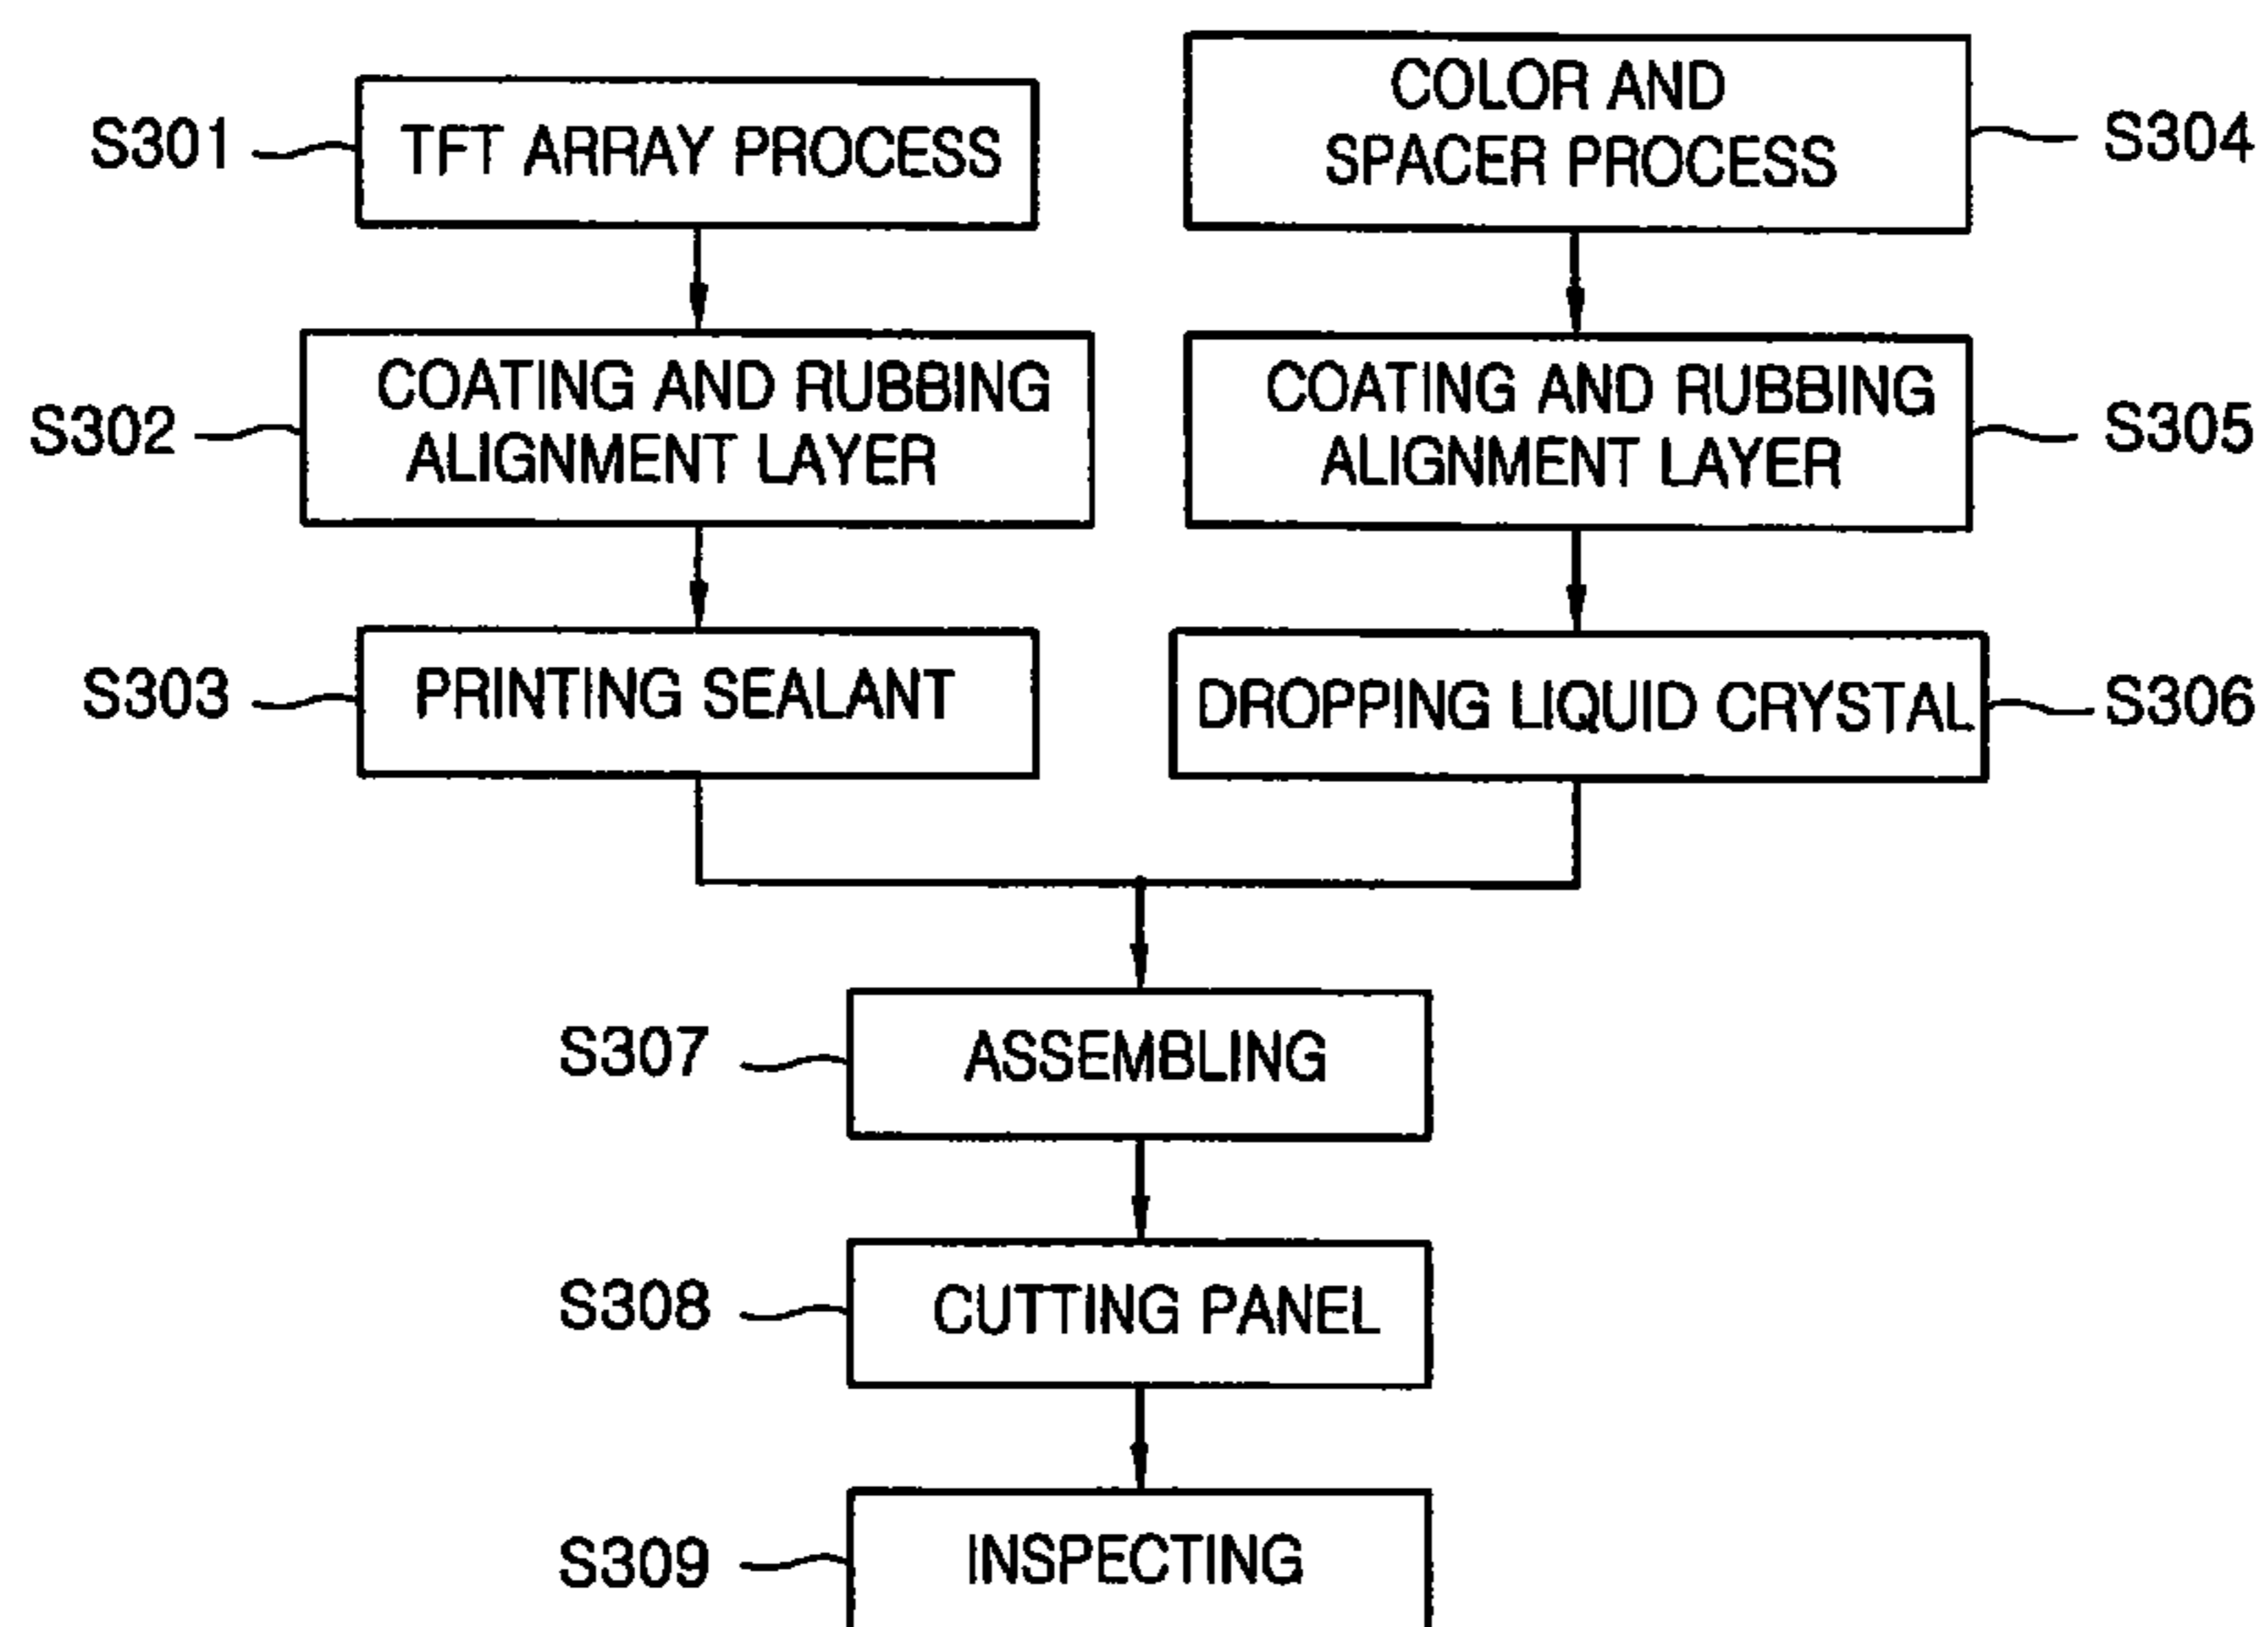 S301
TFT ARRAY PROCESS
COLOR AND
SPACER PROCESS
S304
S302
COATING AND RUBBING
ALIGNMENT LAYER
COATING AND RUBBING
ALIGNMENT LAYER
S305
S303
PRINTING SEALANT
DROPPING LIQUID CRYSTAL
S306
S307
ASSEMBLING
S308
CUTTING PANEL
S309
INSPECTING